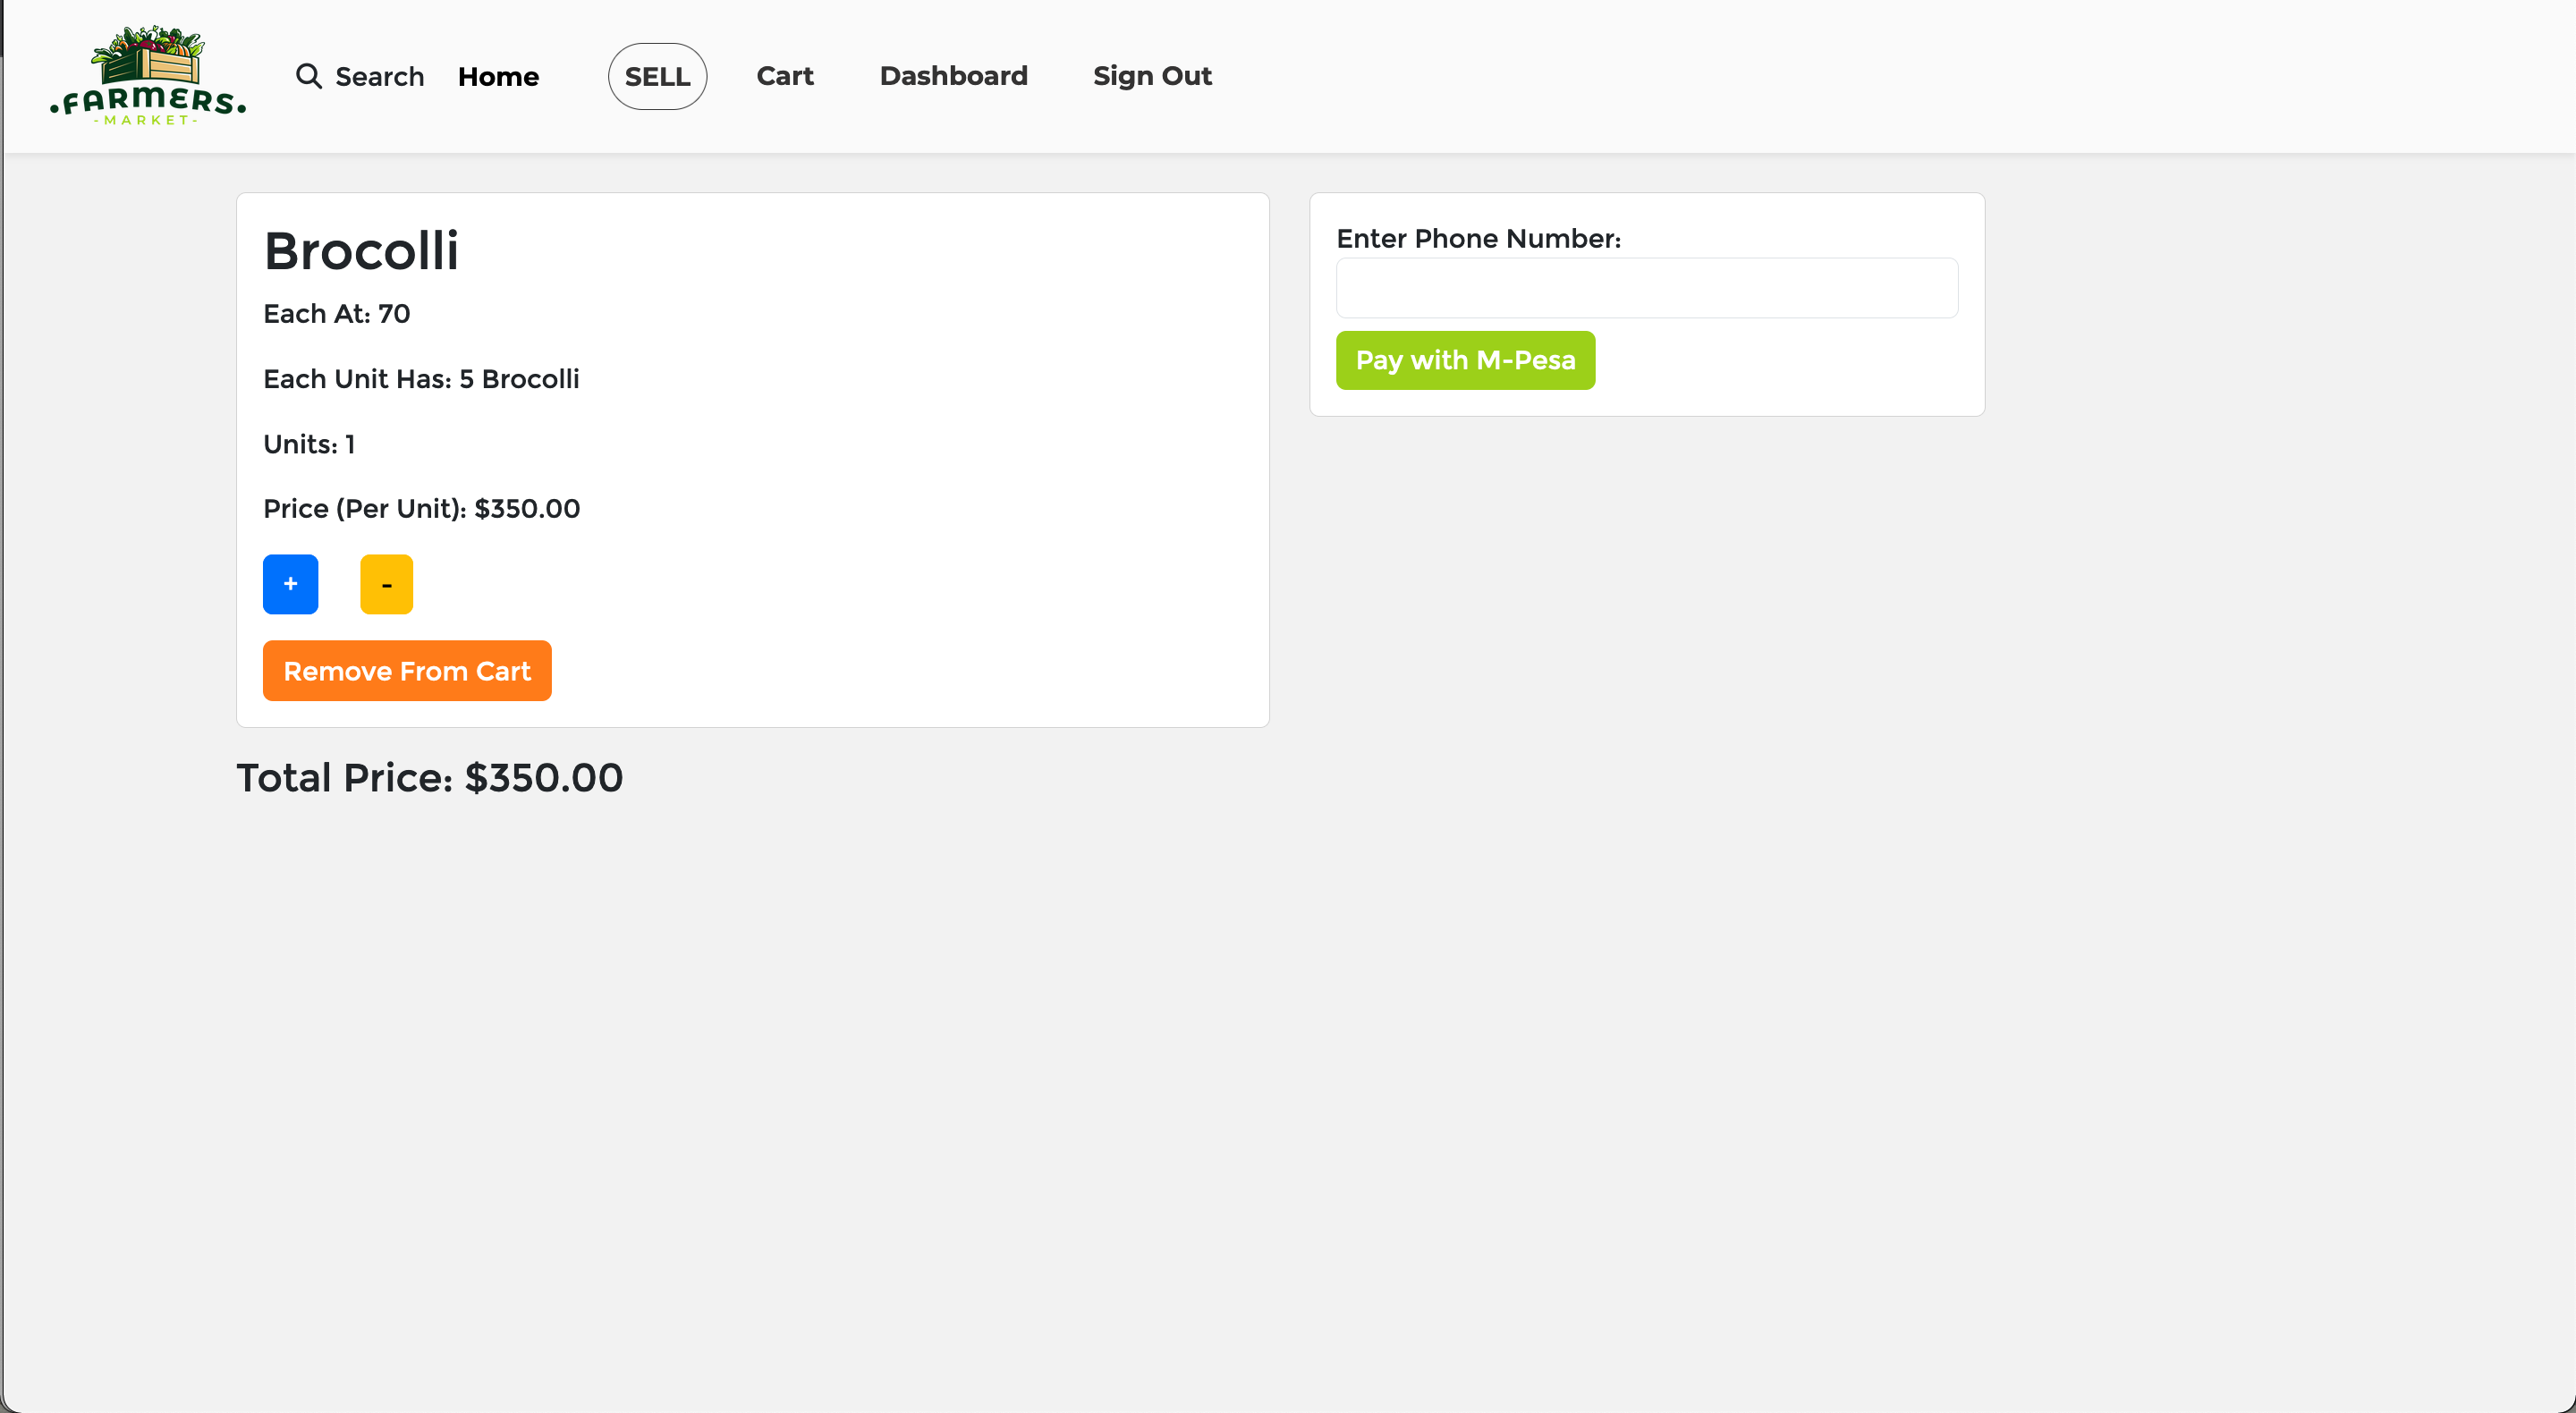 .FARMERS.
-MARKET-
Search Home SELL Cart Dashboard Sign Out
Brocolli
Each At: 70
Each Unit Has: 5 Brocolli
Units: 1
Price (Per Unit): $350.00
+ -
Remove From Cart
Total Price: $350.00
Enter Phone Number:
Pay with M-Pesa